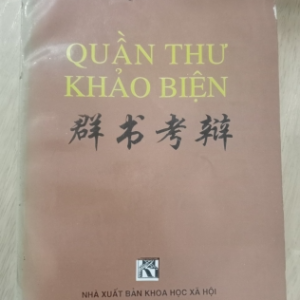 QUẦN THƯ
KHẢO BIỆN
群书考辩
NHÀ XUẤT BẢN KHOA HỌC XÃ HỘI